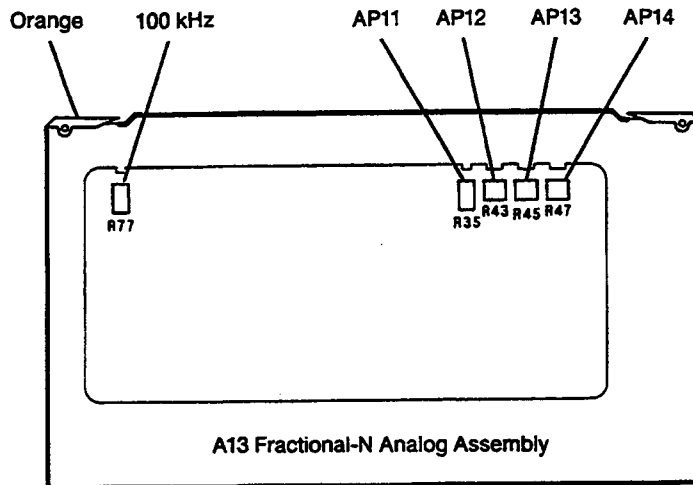 Orange 100 kHz AP11 AP12 AP13 AP14
R77 R35 R43 R45 R47
A13 Fractional-N Analog Assembly